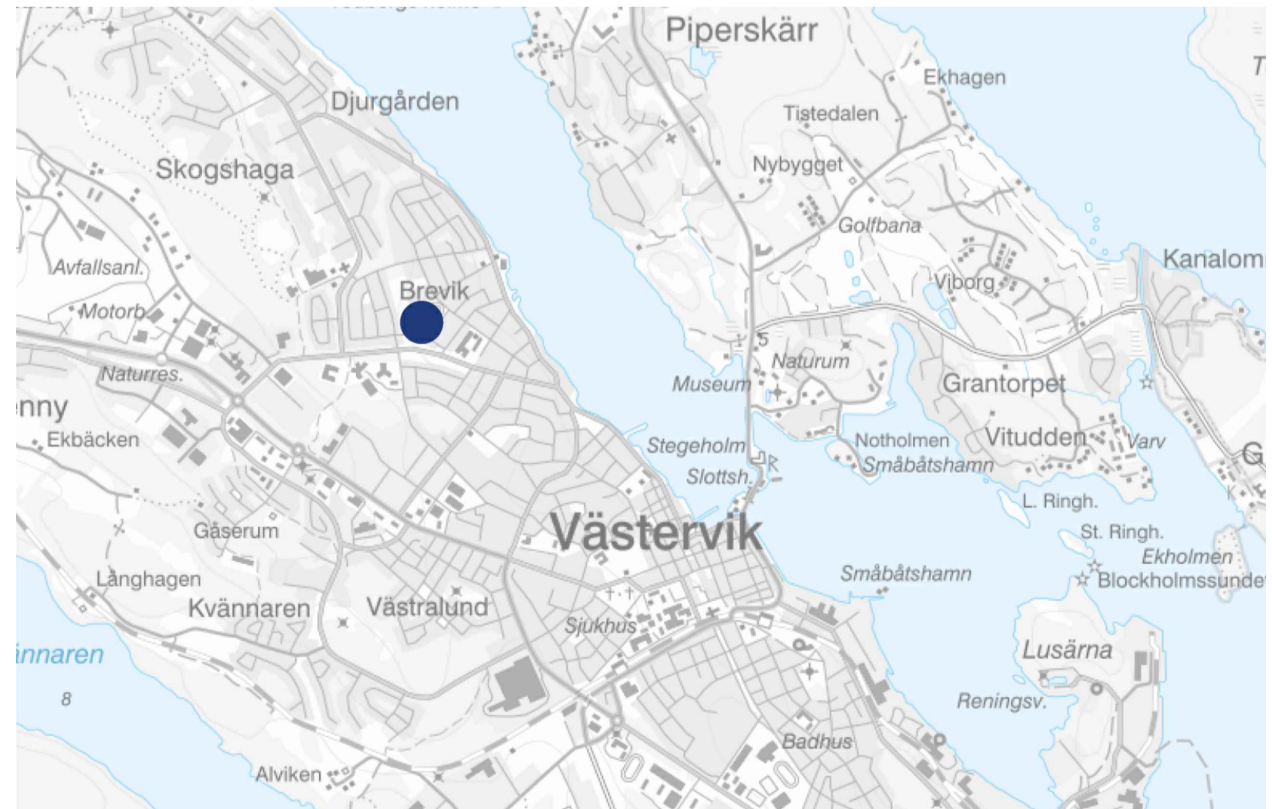 Piperskärr
Ekhagen
Djurgården
Tistedalen
Skogshaga
Nybygget
Golfbana
Avfallsanl.
Kanalom
Brevik
Viborg
Motorb.
5
Naturum
Naturres.
Museum
Grantorpet
nny
Ekbäcken
Stegeholm
Notholmen
Vitudden
Varv
Småbåtshamn
G
Slottsh.
L. Ringh.
Gåserum
Västervik
St. Ringh.
Ekholmen
Långhagen
Småbåtshamn
Blockholmssundet
Kvännaren
Västralund
Sjukhus
ännaren
Lusärna
8
Reningsv.
Badhus
Alviken